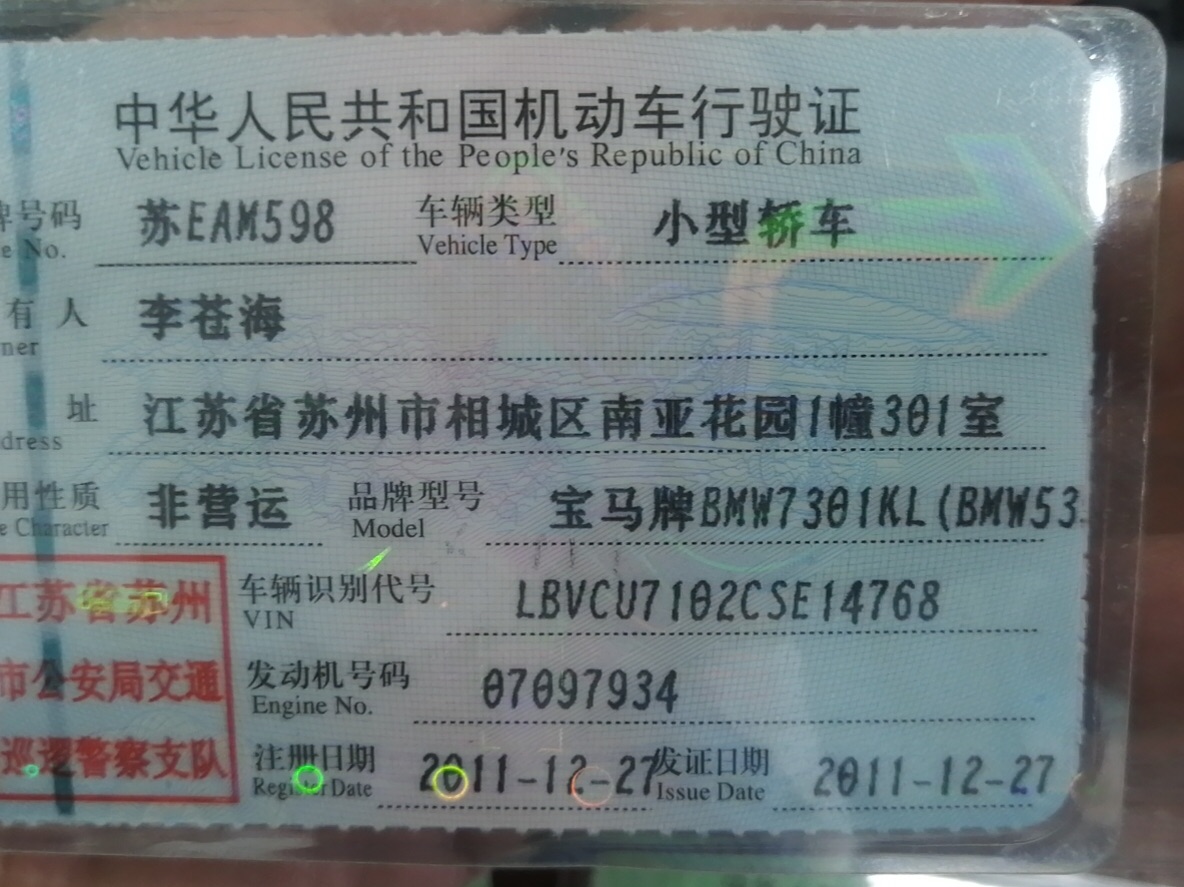 中华人民共和国机动车行驶证
Vehicle License of the People's Republic of China
牌号码 苏EAM598 车辆类型 小型轿车
e No. Vehicle Type
有人 李苍海
ner
址 江苏省苏州市相城区南亚花园1幢301室
dress
用性质 非营运 品牌型号 宝马牌BMW7301KL(BMW53
e Character Model
江苏省苏州 车辆识别代号 LBVCU7102CSE14768
VIN
市公安局交通 发动机号码 07097934
Engine No.
巡逻警察支队 注册日期 2011-12-27 发证日期 2011-12-27
Register Date Issue Date